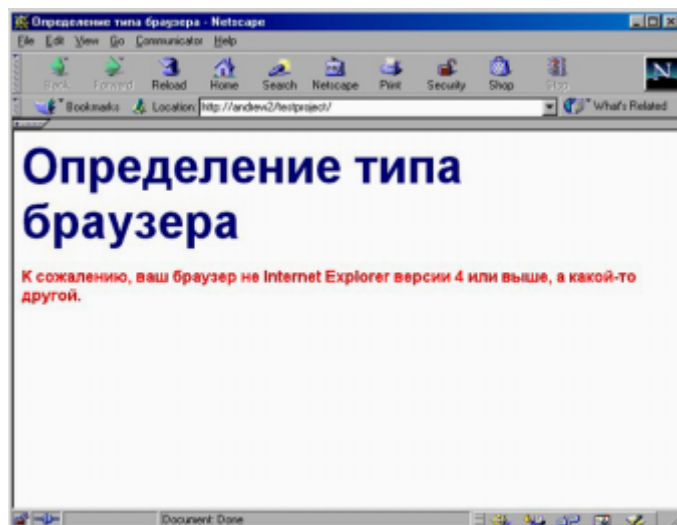 Определение типа браузера - Netscape
File Edit View Go Communicator Help
Back Forward Reload Home Search Netscape Print Security Shop Stop
Bookmarks Location: http://andrew2/testproject/ What's Related
Определение типа
браузера
К сожалению, ваш браузер не Internet Explorer версии 4 или выше, а какой-то
другой.
Document: Done